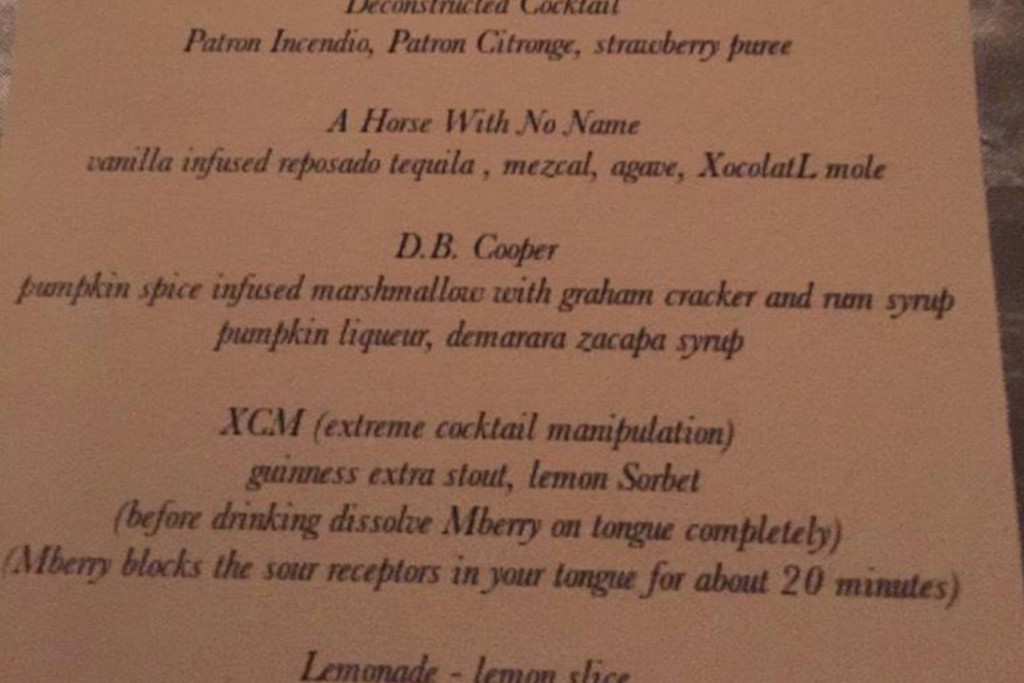 Deconstructed Cocktail
Patron Incendio, Patron Citronge, strawberry puree
A Horse With No Name
vanilla infused reposado tequila , mezcal, agave, XocolatL mole
D.B. Cooper
pumpkin spice infused marshmallow with graham cracker and rum syrup
pumpkin liqueur, demarara zacapa syrup
XCM (extreme cocktail manipulation)
guinness extra stout, lemon Sorbet
(before drinking dissolve Mberry on tongue completely)
(Mberry blocks the sour receptors in your tongue for about 20 minutes)
Lemonade - lemon slice